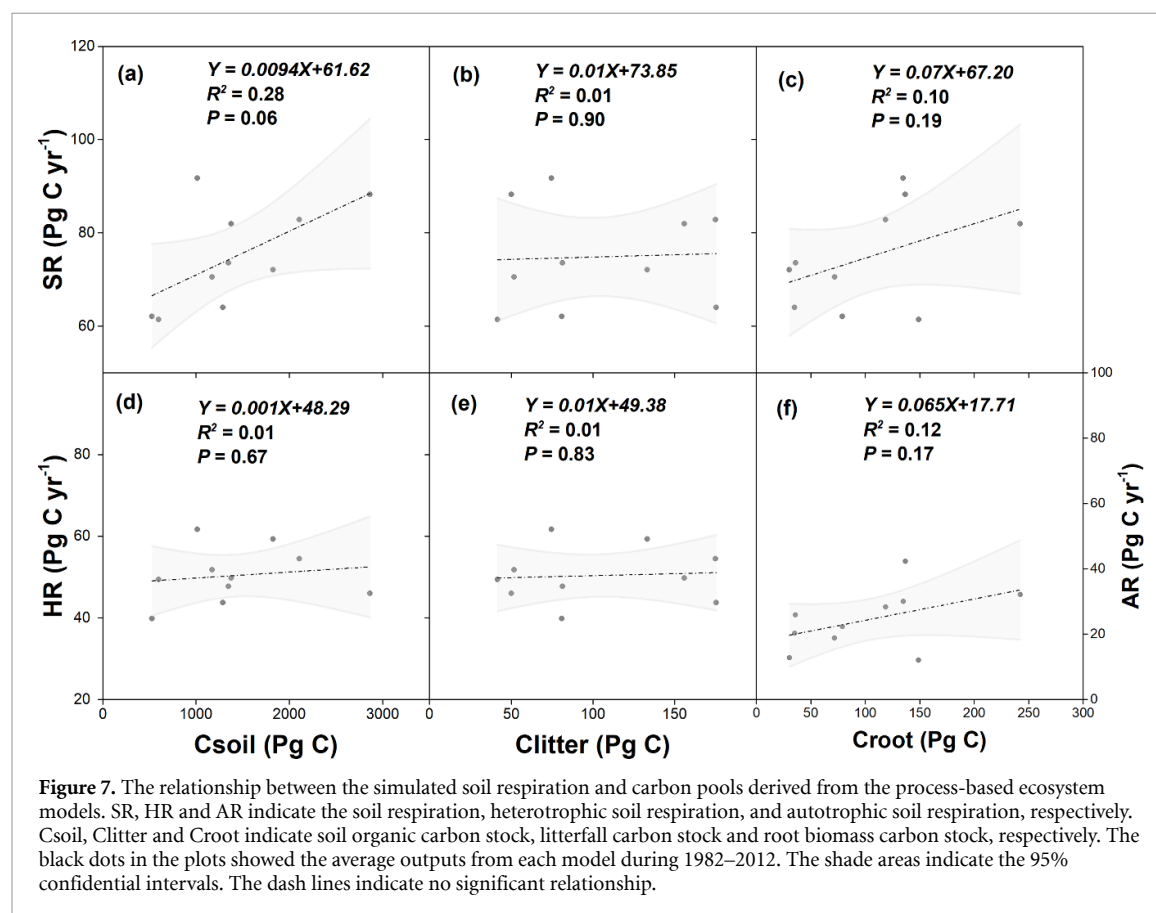 120
100
80
60
SR (Pg C yr-1)
(a)
Y = 0.0094X+61.62
R2 = 0.28
P = 0.06
(b)
Y = 0.01X+73.85
R2 = 0.01
P = 0.90
(c)
Y = 0.07X+67.20
R2 = 0.10
P = 0.19
80
60
40
20
HR (Pg C yr-1)
(d)
Y = 0.001X+48.29
R2 = 0.01
P = 0.67
(e)
Y = 0.01X+49.38
R2 = 0.01
P = 0.83
(f)
Y = 0.065X+17.71
R2 = 0.12
P = 0.17
100
80
60
40
20
0
AR (Pg C yr-1)
0 1000 2000 3000 0 50 100 150 0 50 100 150 200 250 300
Csoil (Pg C) Clitter (Pg C) Croot (Pg C)
Figure 7. The relationship between the simulated soil respiration and carbon pools derived from the process-based ecosystem
models. SR, HR and AR indicate the soil respiration, heterotrophic soil respiration, and autotrophic soil respiration, respectively.
Csoil, Clitter and Croot indicate soil organic carbon stock, litterfall carbon stock and root biomass carbon stock, respectively. The
black dots in the plots showed the average outputs from each model during 1982–2012. The shade areas indicate the 95%
confidential intervals. The dash lines indicate no significant relationship.